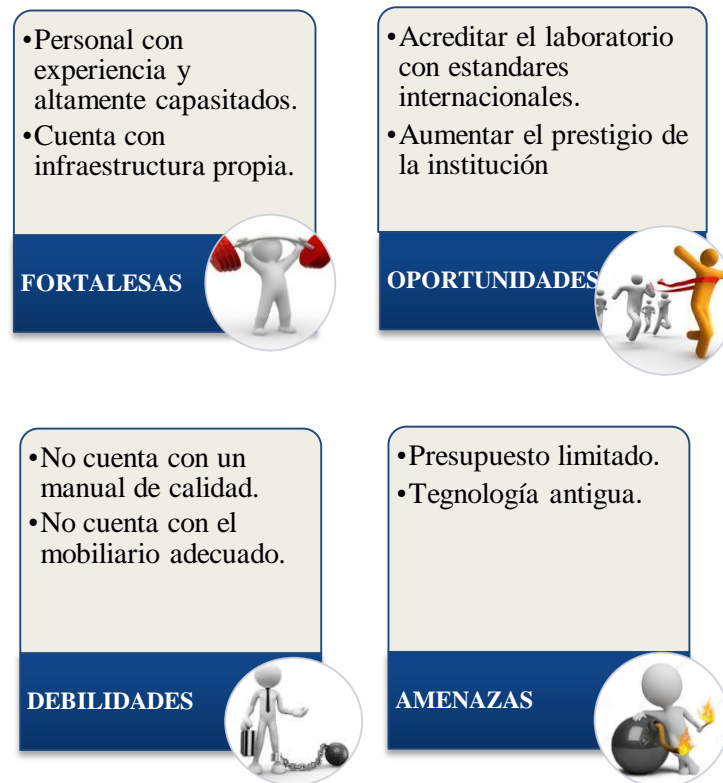 •Personal con
experiencia y
altamente capasitados.
•Cuenta con
infraestructura propia.
FORTALESAS
•Acreditar el laboratorio
con estandares
internacionales.
•Aumentar el prestigio de
la institución
OPORTUNIDADES
•No cuenta con un
manual de calidad.
•No cuenta con el
mobiliario adecuado.
DEBILIDADES
•Presupuesto limitado.
•Tegnología antigua.
AMENAZAS